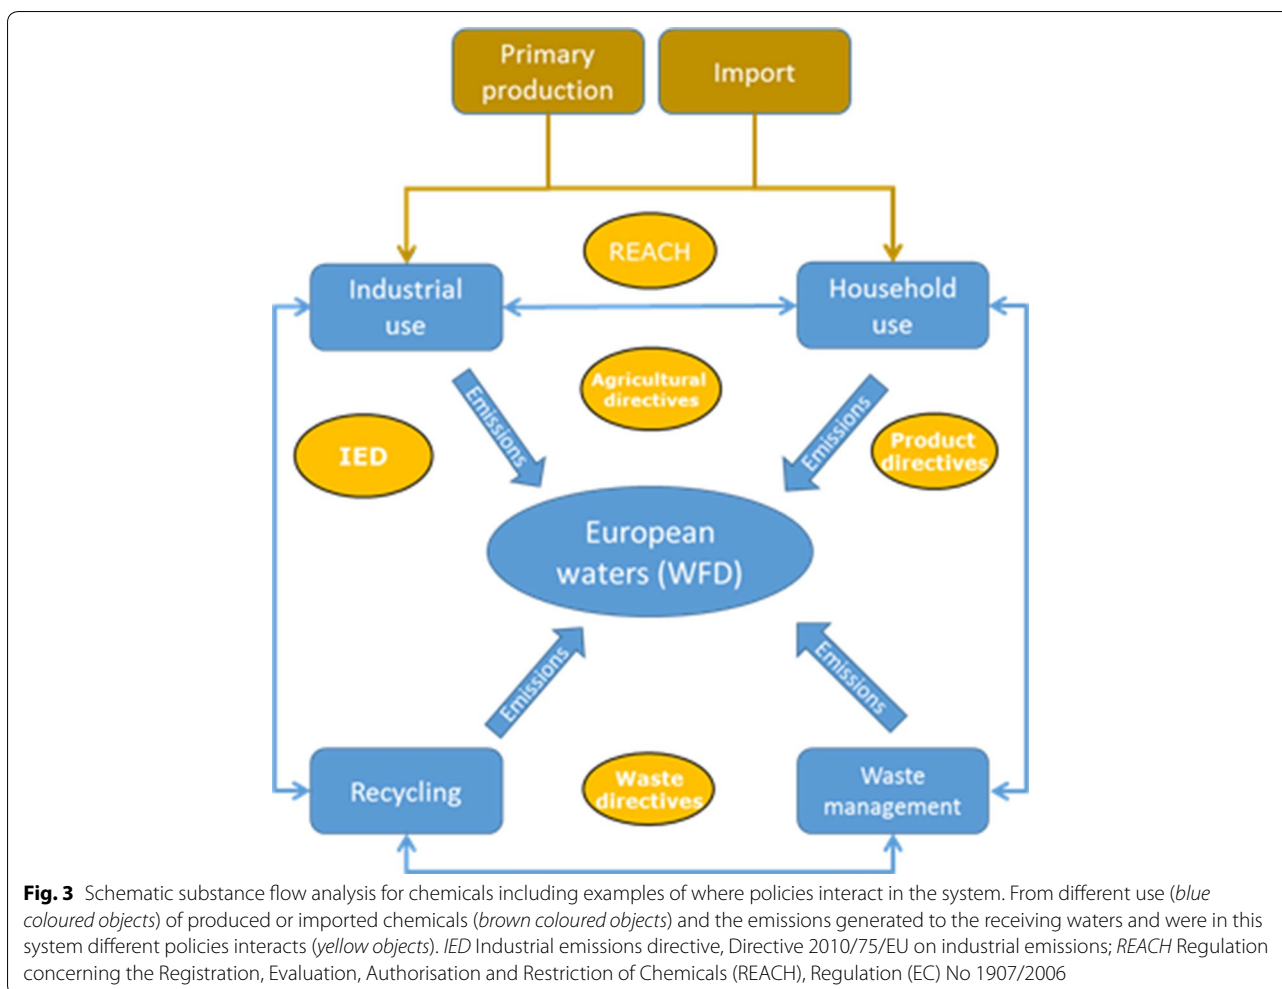 Primary
production
Import
REACH
Industrial
use
Household
use
Agricultural
directives
Emissions
Emissions
IED
Product
directives
European
waters (WFD)
Emissions
Emissions
Recycling
Waste
directives
Waste
management
Fig. 3 Schematic substance flow analysis for chemicals including examples of where policies interact in the system. From different use (blue
coloured objects) of produced or imported chemicals (brown coloured objects) and the emissions generated to the receiving waters and were in this
system different policies interacts (yellow objects). IED Industrial emissions directive, Directive 2010/75/EU on industrial emissions; REACH Regulation
concerning the Registration, Evaluation, Authorisation and Restriction of Chemicals (REACH), Regulation (EC) No 1907/2006